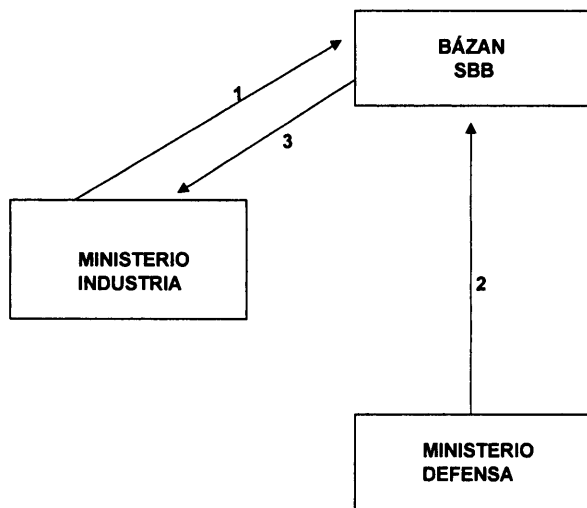 BÁZAN
SBB
1
3
MINISTERIO
INDUSTRIA
2
MINISTERIO
DEFENSA